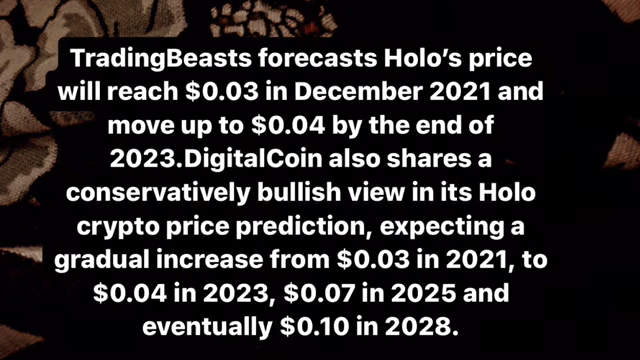 TradingBeasts forecasts Holo’s price
will reach $0.03 in December 2021 and
move up to $0.04 by the end of
2023.DigitalCoin also shares a
conservatively bullish view in its Holo
crypto price prediction, expecting a
gradual increase from $0.03 in 2021, to
$0.04 in 2023, $0.07 in 2025 and
eventually $0.10 in 2028.